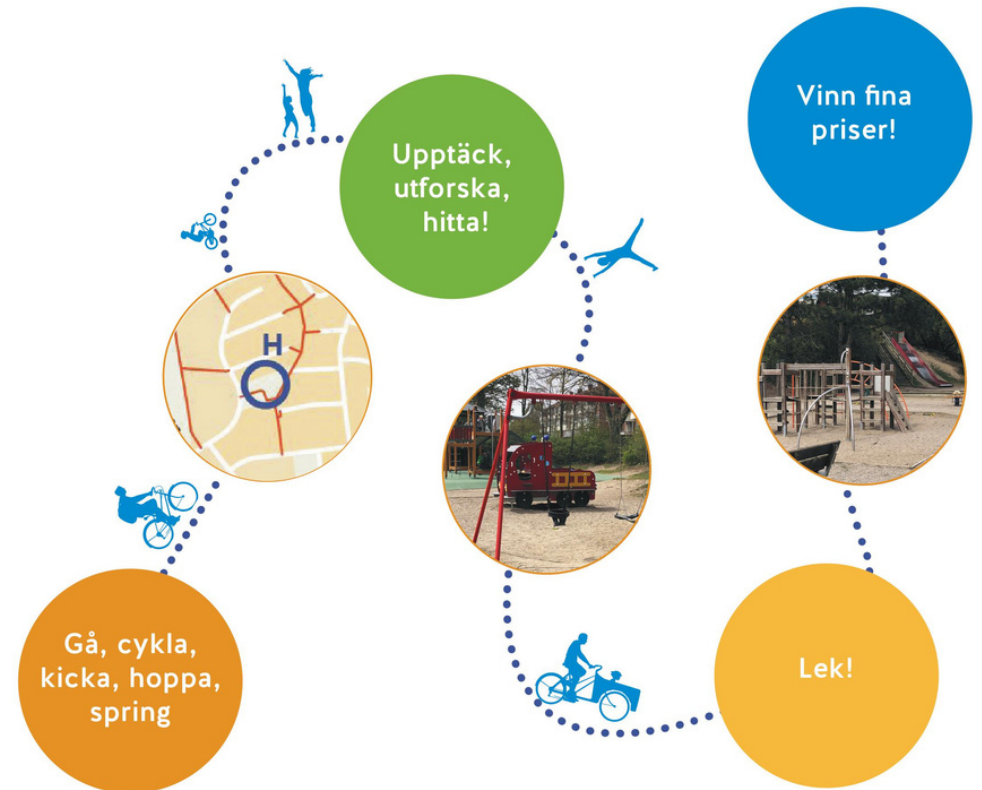 Gå, cykla,
kicka, hoppa,
spring
H
Upptäck,
utforska,
hitta!
Lek!
Vinn fina
priser!